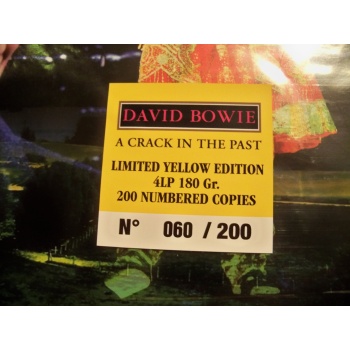 DAVID BOWIE
A CRACK IN THE PAST
LIMITED YELLOW EDITION
4LP 180 Gr.
200 NUMBERED COPIES
N° 060 / 200